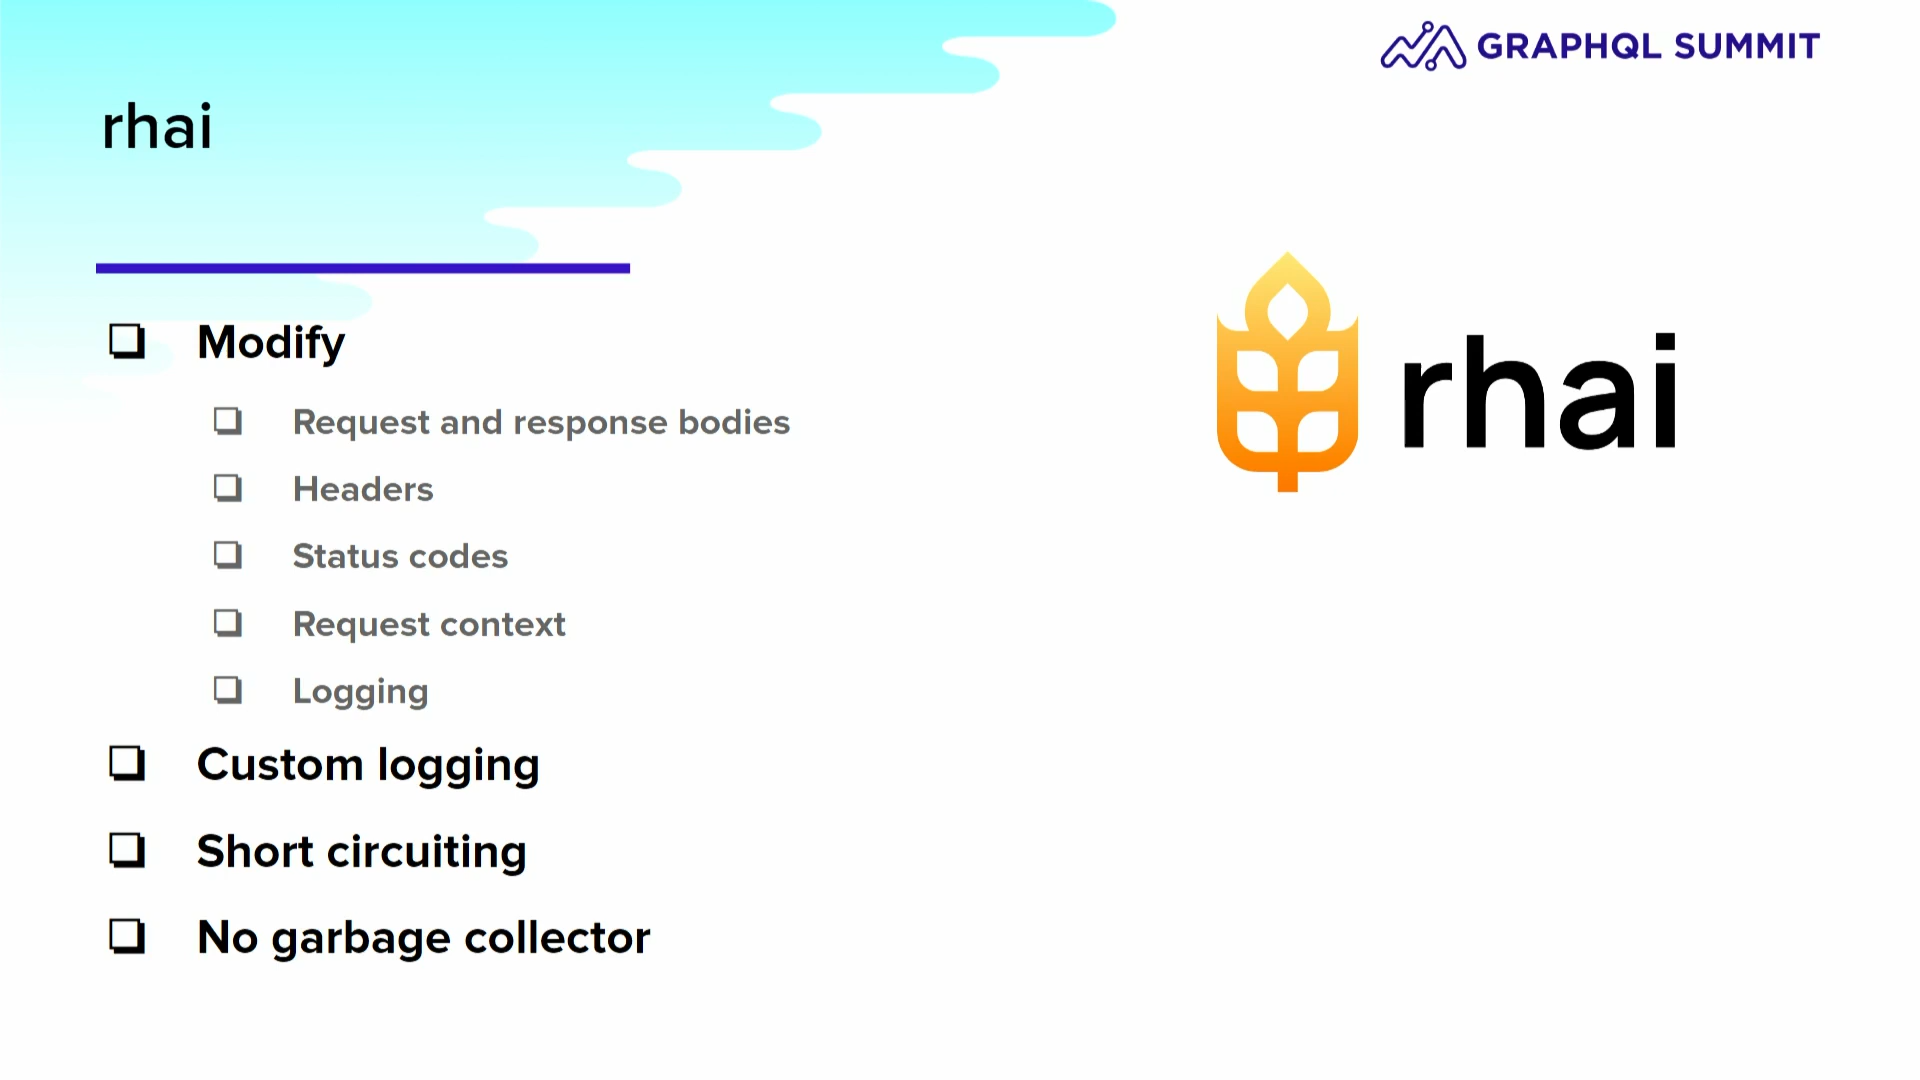 GRAPHQL SUMMIT
rhai
Modify
Request and response bodies
Headers
Status codes
Request context
Logging
Custom logging
Short circuiting
No garbage collector
rhai